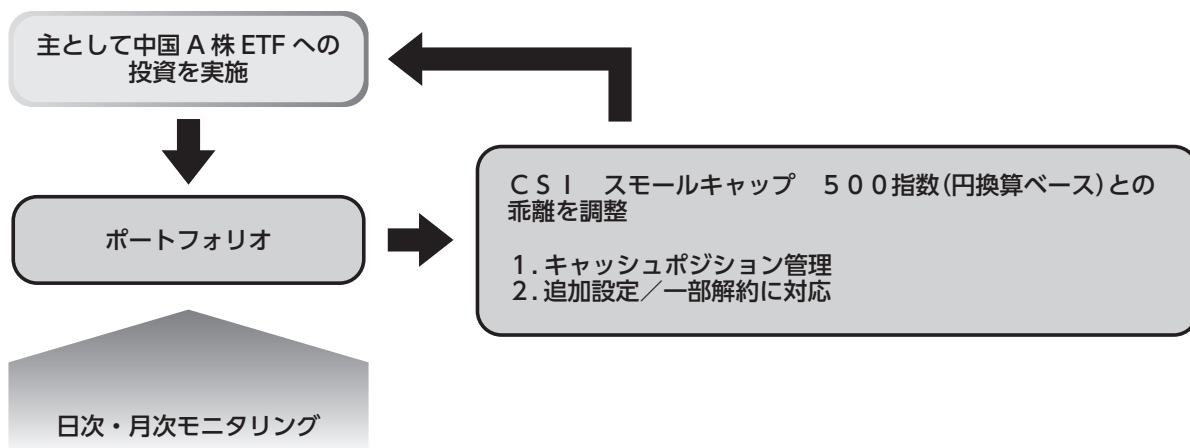 主として中国 A 株 ETF への
投資を実施
ポートフォリオ
CSI　スモールキャップ　500指数(円換算ベース)との
乖離を調整
1.キャッシュポジション管理
2.追加設定／一部解約に対応
日次・月次モニタリング